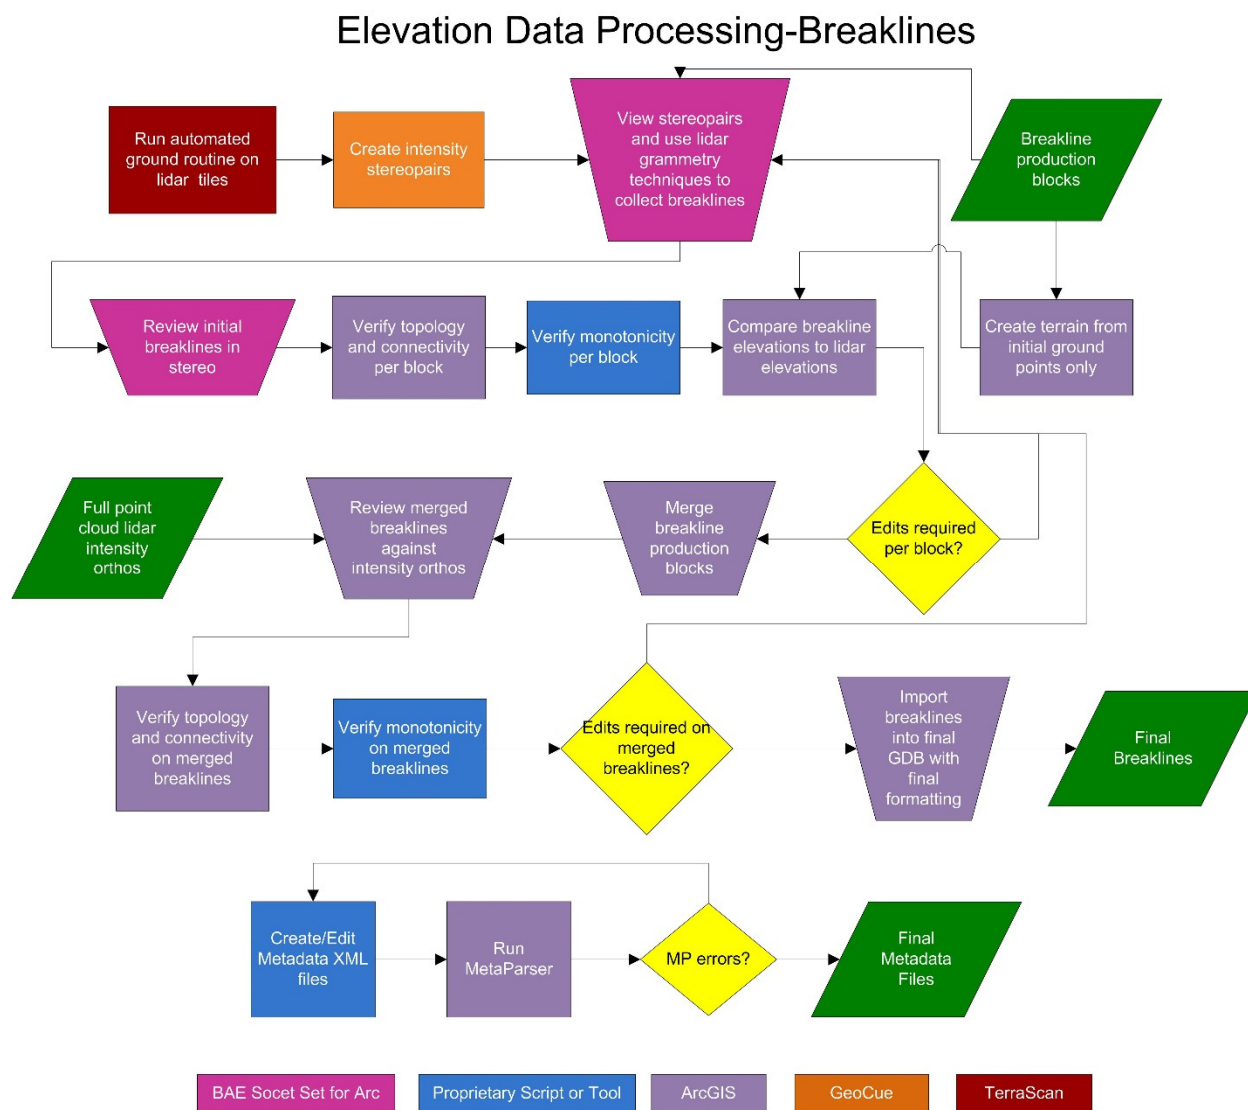 Elevation Data Processing-Breaklines
Run automated
ground routine on
lidar tiles
Create intensity
stereopairs
View stereopairs
and use lidar
grammetry
techniques to
collect breaklines
Breakline
production
blocks
Review initial
breaklines in
stereo
Verify topology
and connectivity
per block
Verify monotonicity
per block
Compare breakline
elevations to lidar
elevations
Create terrain from
initial ground
points only
Full point
cloud lidar
intensity
orthos
Review merged
breaklines
against
intensity orthos
Merge
breakline
production
blocks
Edits required
per block?
Verify topology
and connectivity
on merged
breaklines
Verify monotonicity
on merged
breaklines
Edits required on
merged
breaklines?
Import
breaklines
into final
GDB with
final
formatting
Final
Breaklines
Create/Edit
Metadata XML
files
Run
MetaParser
MP errors?
Final
Metadata
Files
BAE Socet Set for Arc
Proprietary Script or Tool
ArcGIS
GeoCue
TerraScan